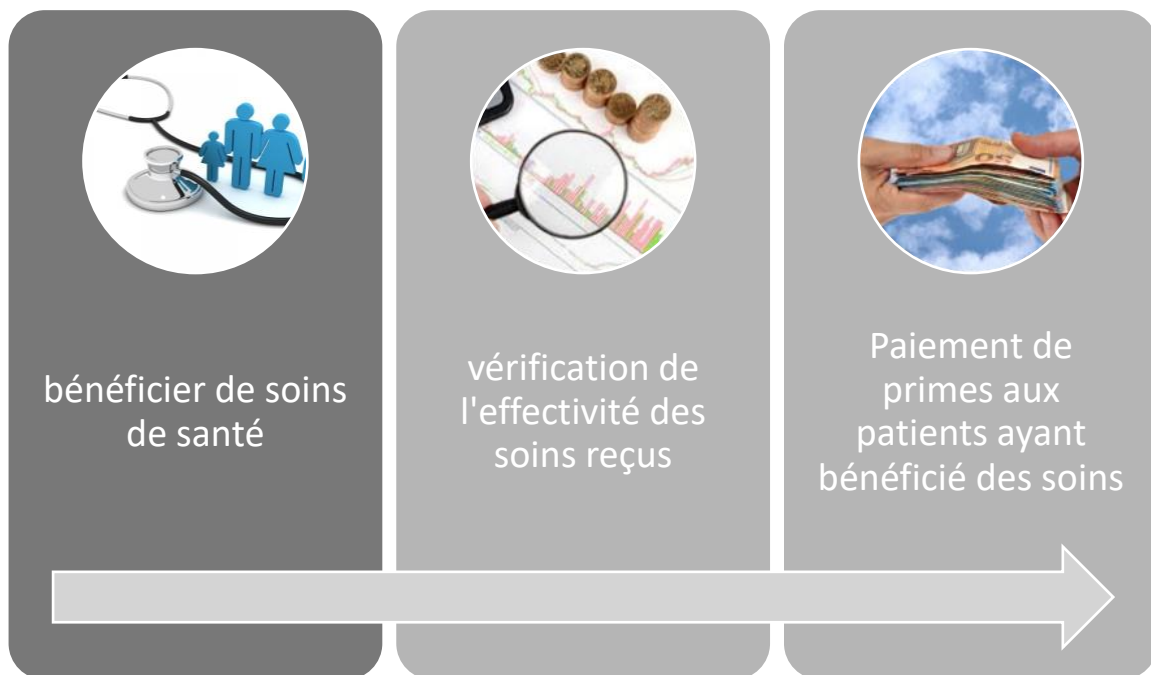 bénéficier de soins
de santé
vérification de
l'effectivité des
soins reçus
Paiement de
primes aux
patients ayant
bénéficié des soins